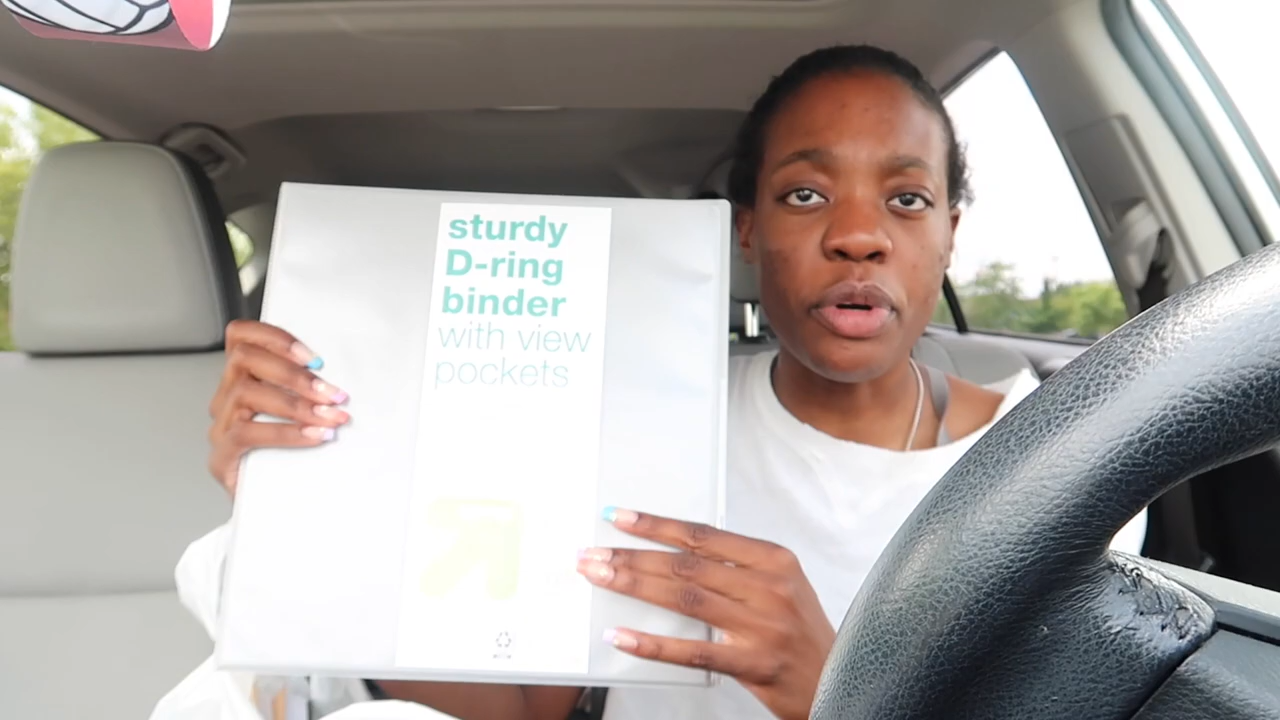 sturdy
D-ring
binder
with view
pockets